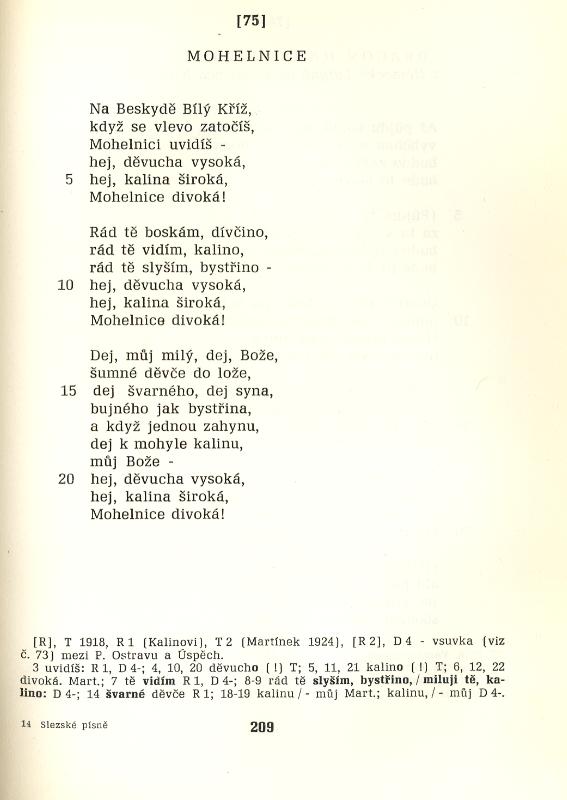 [75]
MOHELNICE
Na Beskydě Bílý Kříž,
když se vlevo zatočíš,
Mohelnici uvidíš -
hej, děvucha vysoká,
5 hej, kalina široká,
Mohelnice divoká!
Rád tě boskám, dívčino,
rád tě vidím, kalino,
rád tě slyším, bystřino -
10 hej, děvucha vysoká,
hej, kalina široká,
Mohelnice divoká!
Dej, můj milý, dej, Bože,
šumné děvče do lože,
15 dej švarného, dej syna,
bujného jak bystřina,
a když jednou zahynu,
dej k mohyle kalinu,
můj Bože -
20 hej, děvucha vysoká,
hej, kalina široká,
Mohelnice divoká!
[R], T 1918, R 1 (Kalinovi), T 2 (Martínek 1924), [R 2], D 4 - vsuvka (viz
č. 73) mezi P. Ostravu a Úspěch.
3 uvidíš: R 1, D 4-; 4, 10, 20 děvucho (!) T; 5, 11, 21 kalino (!) T; 6, 12, 22
divoká. Mart.; 7 tě vidím R 1, D 4-; 8-9 rád tě slyším, bystřino, / miluji tě, ka-
lino: D 4-; 14 švarné děvče R 1; 18-19 kalinu / - můj Mart.; kalinu, / - můj D 4-.
14 Slezské písně
209